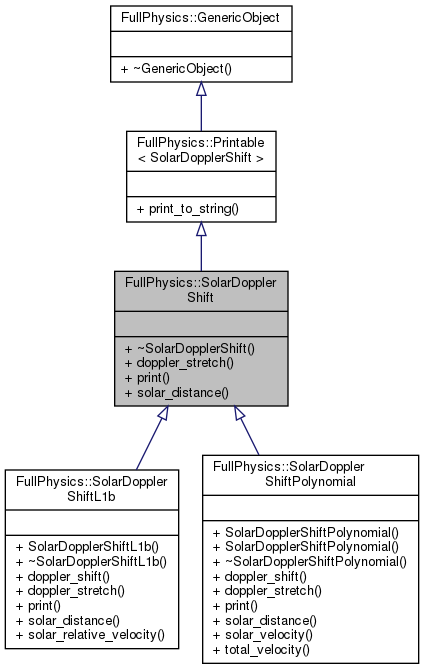 FullPhysics::GenericObject
+ ~GenericObject()
FullPhysics::Printable
< SolarDopplerShift >
+ print_to_string()
FullPhysics::SolarDoppler
Shift
+ ~SolarDopplerShift()
+ doppler_stretch()
+ print()
+ solar_distance()
FullPhysics::SolarDoppler
ShiftL1b
+ SolarDopplerShiftL1b()
+ ~SolarDopplerShiftL1b()
+ doppler_shift()
+ doppler_stretch()
+ print()
+ solar_distance()
+ solar_relative_velocity()
FullPhysics::SolarDoppler
ShiftPolynomial
+ SolarDopplerShiftPolynomial()
+ SolarDopplerShiftPolynomial()
+ ~SolarDopplerShiftPolynomial()
+ doppler_shift()
+ doppler_stretch()
+ print()
+ solar_distance()
+ solar_velocity()
+ total_velocity()